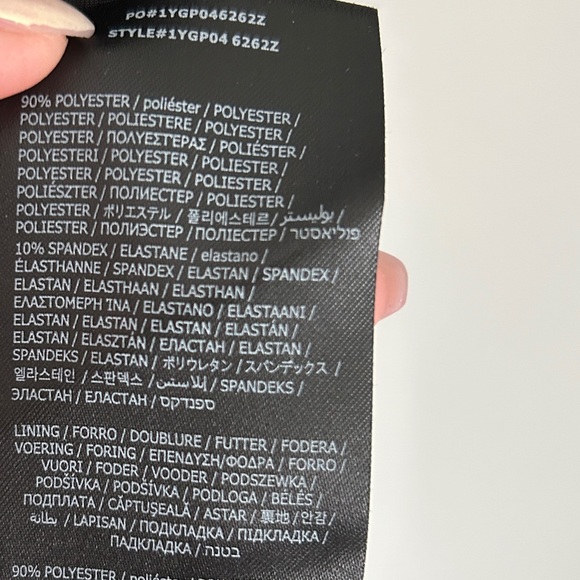 PO#1YGP046262Z
STYLE#1YGP04 6262Z
90% POLYESTER / poliéster / POLYESTER /
POLYESTER / POLIESTERE / POLYESTER /
POLYESTER / ΠΟΛΥΕΣΤΈΡΑΣ / POLIÉSTER /
POLYESTERI / POLYESTER / POLIESTER /
POLYESTER / POLYESTER / POLIESTER /
POLIÉSZTER / ПОЛИЕСТЕР / POLIESTER /
POLYESTER / ポリエステル / 폴리에스테르 / بوليستر /
POLIESTER / ПОЛИЭСТЕР / ПОЛІЕСТЕР / פוליאסטר
10% SPANDEX / ELASTANE / elastano /
ÉLASTHANNE / SPANDEX / ELASTAN / SPANDEX /
ELASTAN / ELASTHAAN / ELASTHAN /
ΕΛΑΣΤΟΜΕΡΉ ΊΝΑ / ELASTANO / ELASTAANI /
ELASTAN / ELASTAN / ELASTAN / ELASTÁN /
ELASTAN / ELASZTÁN / ЕЛАСТАН / ELASTAN /
SPANDEKS / ELASTAN / ポリウレタン / スパンデックス /
엘라스테인 / 스판덱스 / إيلاستين / SPANDEKS /
ЭЛАСТАН / ЕЛАСТАН / ספנדקס
LINING / FORRO / DOUBLURE / FUTTER / FODERA /
VOERING / FORING / ΕΠΕΝΔΥΣΗ/ΦΟΔΡΑ / FORRO /
VUORI / FODER / VOODER / PODSZEWKA /
PODŠÍVKA / PODŠÍVKA / PODLOGA / BÉLÉS /
ПОДПЛАТА / CĂPTUŞEALĂ / ASTAR / 裏地 / 안감 /
بطانة / LAPISAN / ПОДКЛАДКА / ПІДКЛАДКА /
ПАДКЛАДКА / בטנה
90% POLYESTER / poliéster